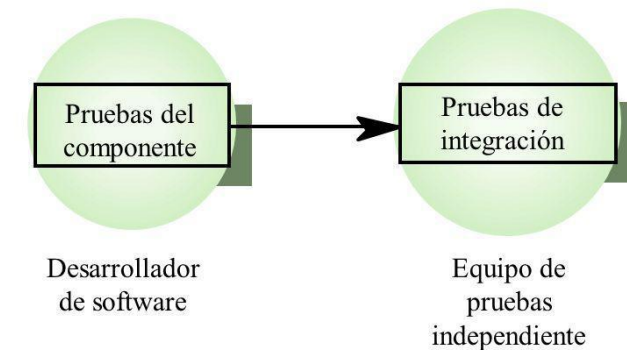 Pruebas del
componente
Pruebas de
integración
Desarrollador
de software
Equipo de
pruebas
independiente